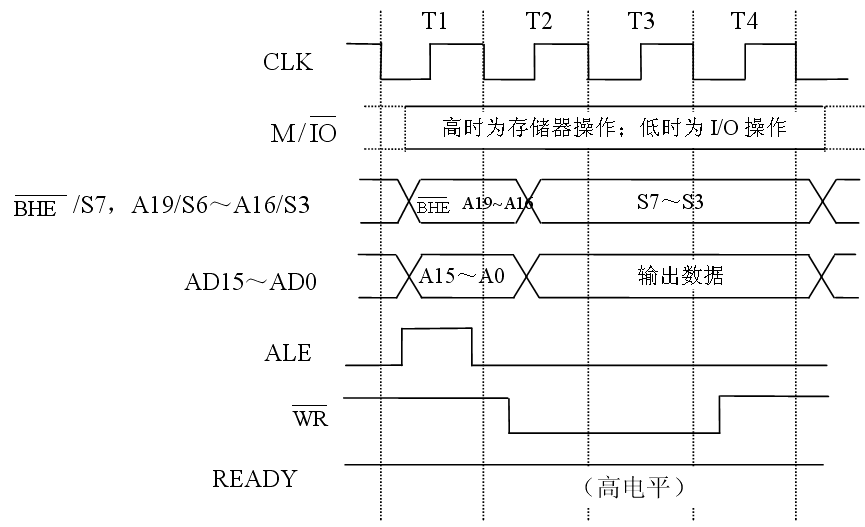 T1 T2 T3 T4
CLK
M/IO 高时为存储器操作；低时为 I/O 操作
BHE /S7，A19/S6～A16/S3 BHE A19~A16 S7～S3
AD15～AD0 A15～A0 输出数据
ALE
WR
READY （高电平）